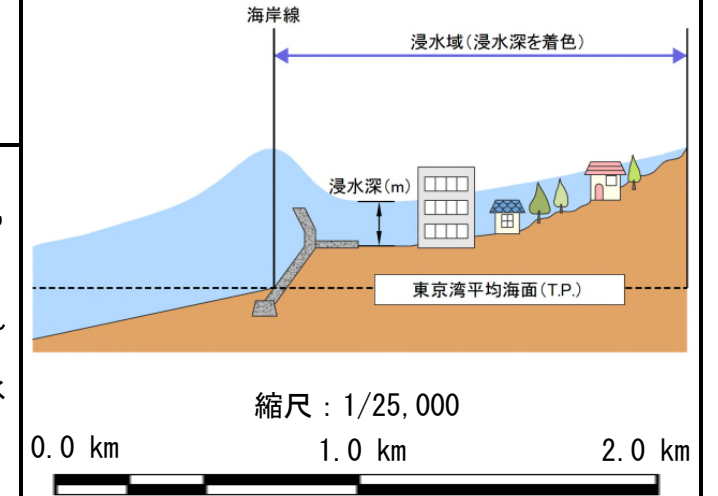 海岸線
浸水域(浸水深を着色)
浸水深(m)
東京湾平均海面(T.P.)
縮尺：1/25,000
0.0 km 1.0 km 2.0 km